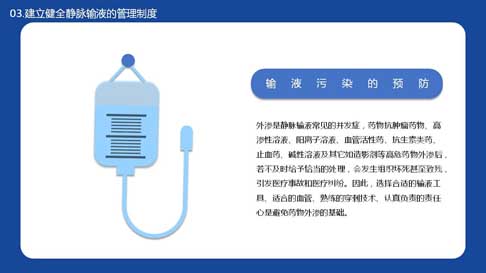 03.建立健全静脉输液的管理制度
输液污染的预防
外渗是静脉输液常见的并发症，药物抗肿瘤药物、高
渗性溶液、阳离子溶液、血管活性药、抗生素类药、
止血药、碱性溶液及其它如造影剂等高危药物外渗后，
若不及时给予恰当的处理，会发生组织坏死甚至致残，
引发医疗事故和医疗纠纷。因此，选择合适的输液工
具、适合的血管、熟练的穿刺技术、认真负责的责任
心是避免药物外渗的基础。